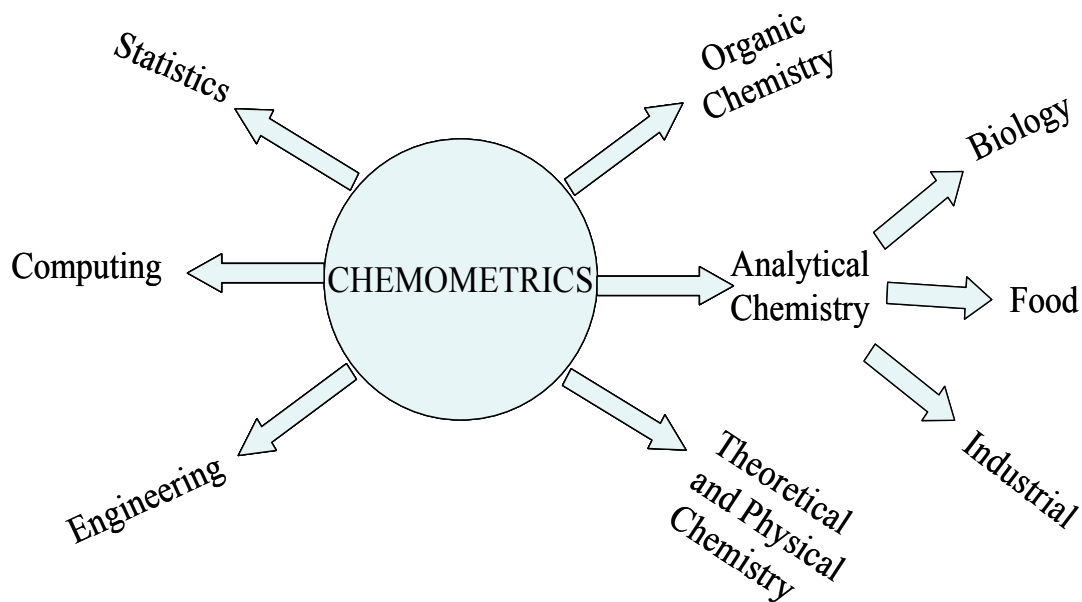 Statistics
Organic
Chemistry
Biology
Computing
CHEMOMETRICS
Analytical
Chemistry
Food
Engineering
Theoretical
and Physical
Chemistry
Industrial